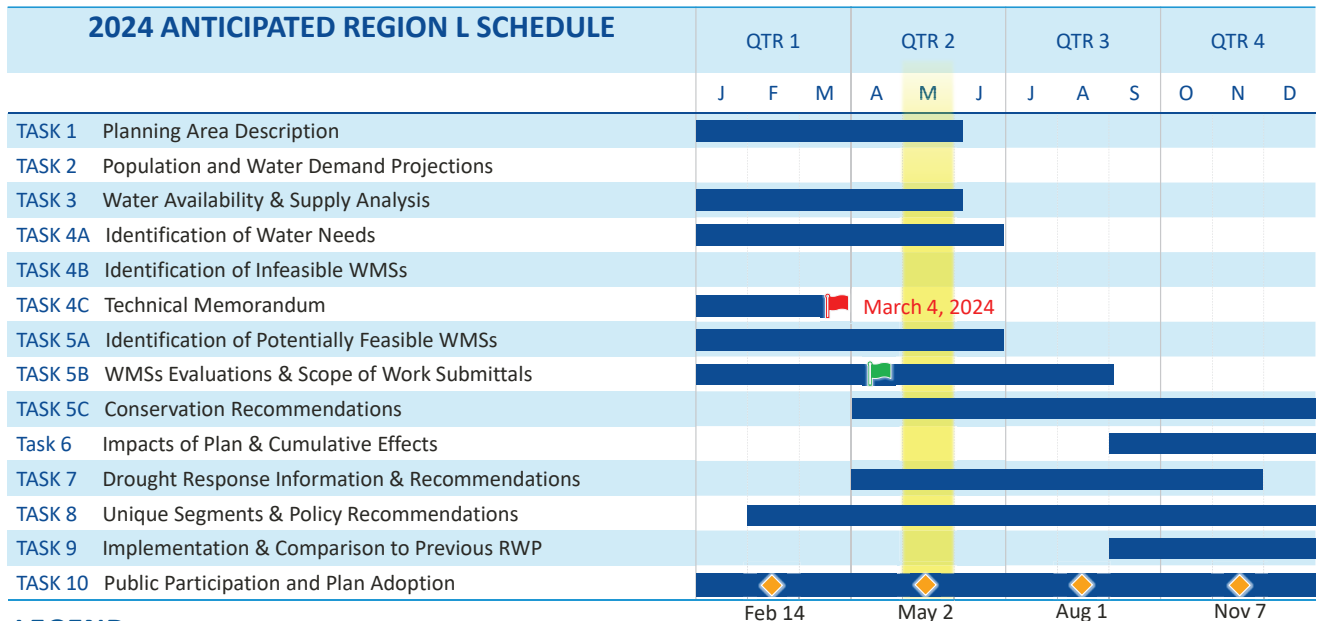 2024 ANTICIPATED REGION L SCHEDULE
QTR 1 QTR 2 QTR 3 QTR 4
J F M A M J J A S O N D
TASK 1 Planning Area Description
TASK 2 Population and Water Demand Projections
TASK 3 Water Availability & Supply Analysis
TASK 4A Identification of Water Needs
TASK 4B Identification of Infeasible WMSs
TASK 4C Technical Memorandum March 4, 2024
TASK 5A Identification of Potentially Feasible WMSs
TASK 5B WMSs Evaluations & Scope of Work Submittals
TASK 5C Conservation Recommendations
Task 6 Impacts of Plan & Cumulative Effects
TASK 7 Drought Response Information & Recommendations
TASK 8 Unique Segments & Policy Recommendations
TASK 9 Implementation & Comparison to Previous RWP
TASK 10 Public Participation and Plan Adoption
Feb 14 May 2 Aug 1 Nov 7